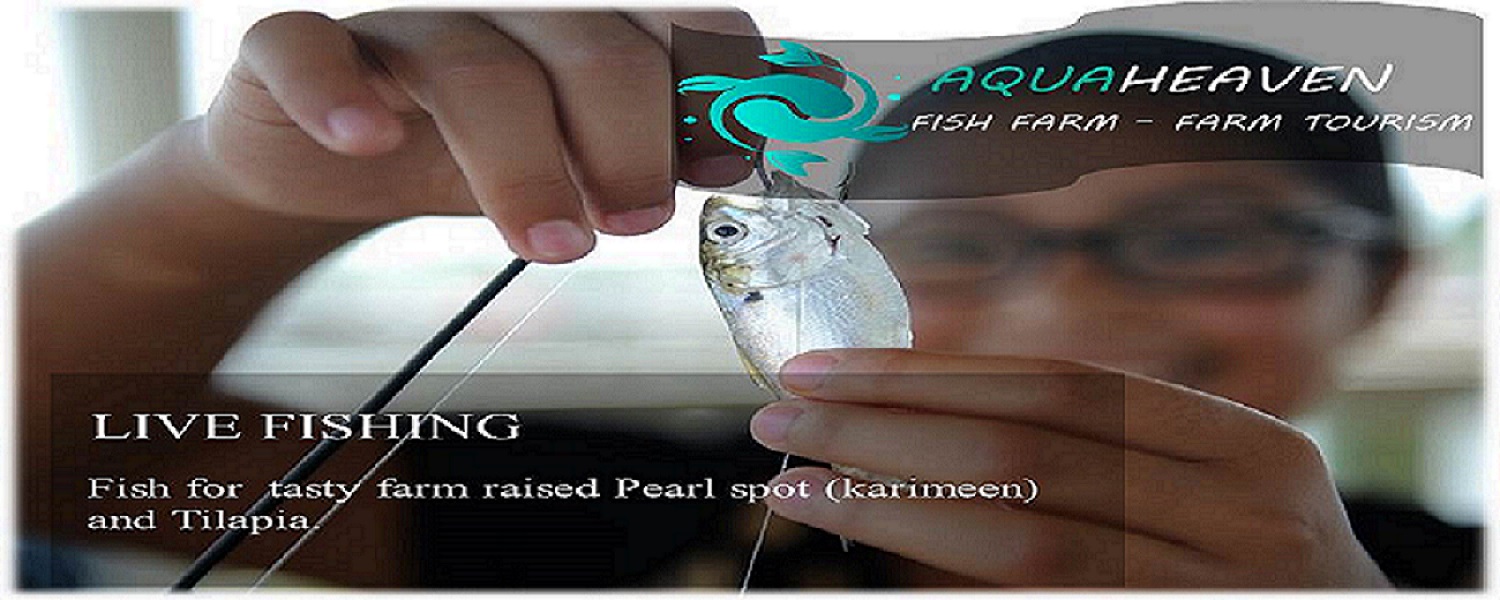 AQUAHEAVEN
FISH FARM - FARM TOURISM
LIVE FISHING
Fish for tasty farm raised Pearl spot (karimeen)
and Tilapia.